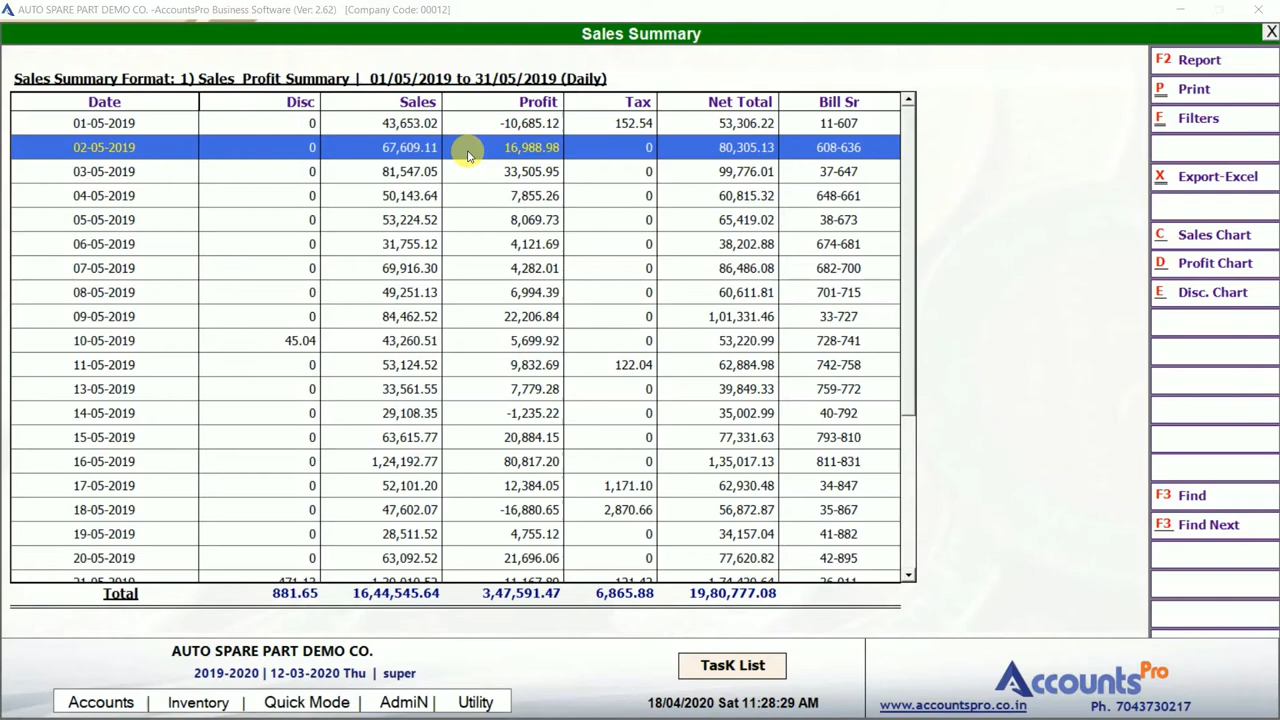 AUTO SPARE PART DEMO CO. -AccountsPro Business Software (Ver: 2.62)    [Company Code: 00012]
Sales Summary
X
Sales Summary Format: 1) Sales Profit Summary | 01/05/2019 to 31/05/2019 (Daily)
Date Disc Sales Profit Tax Net Total Bill Sr
01-05-2019 0 43,653.02 -10,685.12 152.54 53,306.22 11-607
02-05-2019 0 67,609.11 16,988.98 0 80,305.13 608-636
03-05-2019 0 81,547.05 33,505.95 0 99,776.01 37-647
04-05-2019 0 50,143.64 7,855.26 0 60,815.32 648-661
05-05-2019 0 53,224.52 8,069.73 0 65,419.02 38-673
06-05-2019 0 31,755.12 4,121.69 0 38,202.88 674-681
07-05-2019 0 69,916.30 4,282.01 0 86,486.08 682-700
08-05-2019 0 49,251.13 6,994.39 0 60,611.81 701-715
09-05-2019 0 84,462.52 22,206.84 0 1,01,331.46 33-727
10-05-2019 45.04 43,260.51 5,699.92 0 53,220.99 728-741
11-05-2019 0 53,124.52 9,832.69 122.04 62,884.98 742-758
13-05-2019 0 33,561.55 7,779.28 0 39,849.33 759-772
14-05-2019 0 29,108.35 -1,235.22 0 35,002.99 40-792
15-05-2019 0 63,615.77 20,884.15 0 77,331.63 793-810
16-05-2019 0 1,24,192.77 80,817.20 0 1,35,017.13 811-831
17-05-2019 0 52,101.20 12,384.05 1,171.10 62,930.48 34-847
18-05-2019 0 47,602.07 -16,880.65 2,870.66 56,872.87 35-867
19-05-2019 0 28,511.52 4,755.12 0 34,157.04 41-882
20-05-2019 0 63,092.52 21,696.06 0 77,620.82 42-895
Total 881.65 16,44,545.64 3,47,591.47 6,865.88 19,80,777.08
F2 Report
P Print
F Filters
X Export-Excel
C Sales Chart
D Profit Chart
E Disc. Chart
F3 Find
F3 Find Next
AUTO SPARE PART DEMO CO.
2019-2020 | 12-03-2020 Thu | super
Accounts | Inventory | Quick Mode | AdmiN | Utility
TasK List
18/04/2020 Sat 11:28:29 AM
AccountsPro
www.accountspro.co.in Ph. 7043730217